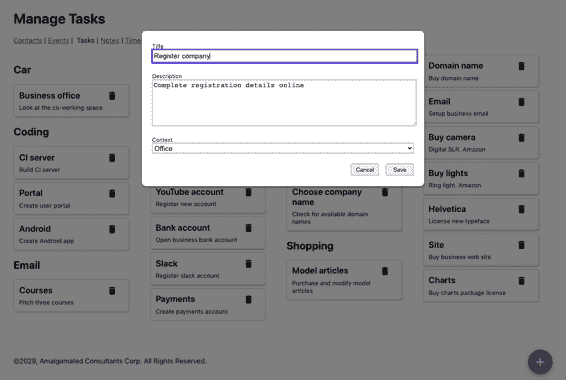 Manage Tasks
Contacts | Events | Tasks | Notes | Time
Title
Register company
Description
Complete registration details online
Context
Office
Cancel
Save
Car
Business office
Look at the co-working space
Coding
CI server
Build CI server
Portal
Create user portal
Android
Create Android app
Email
Courses
Pitch three courses
YouTube account
Register new account
Bank account
Open business bank account
Slack
Register slack account
Payments
Create payments account
Choose company
name
Check for available domain
names
Shopping
Model articles
Purchase and modify model
articles
Domain name
Buy domain name
Email
Setup business email
Buy camera
Digital SLR. Amazon
Buy lights
Ring light. Amazon
Helvetica
License new typeface
Site
Buy business web site
Charts
Buy charts package license
©2029, Amalgamated Consultants Corp. All Rights Reserved.
+